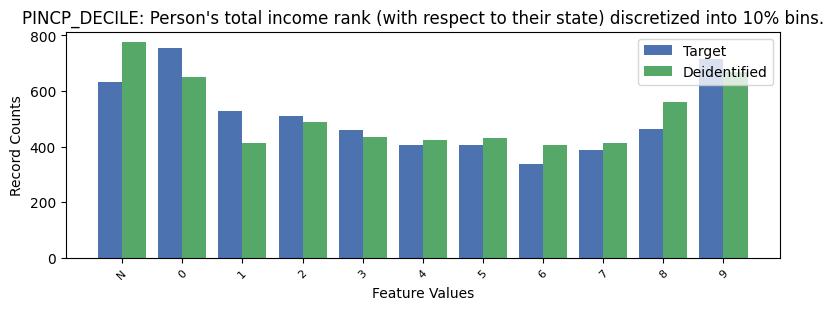 PINCP_DECILE: Person's total income rank (with respect to their state) discretized into 10% bins.
Target
Deidentified
800
600
400
200
0
Record Counts
N 0 1 2 3 4 5 6 7 8 9
Feature Values